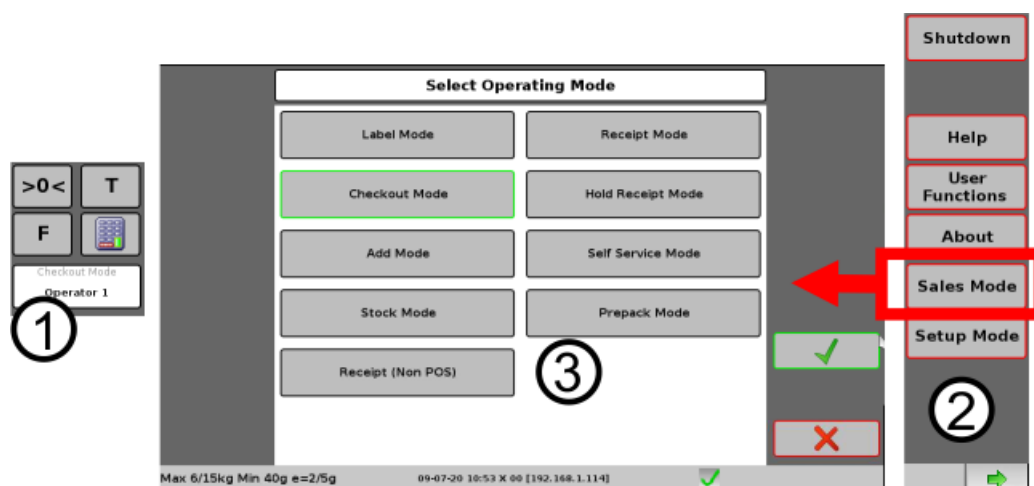 >0<
T
F
Checkout Mode
Operator 1
1
Select Operating Mode
Label Mode
Receipt Mode
Checkout Mode
Hold Receipt Mode
Add Mode
Self Service Mode
Stock Mode
Prepack Mode
Receipt (Non POS)
3
Max 6/15kg Min 40g e=2/5g
09-07-20 10:53 X 00 [192.168.1.114]
Shutdown
Help
User
Functions
About
Sales Mode
Setup Mode
2